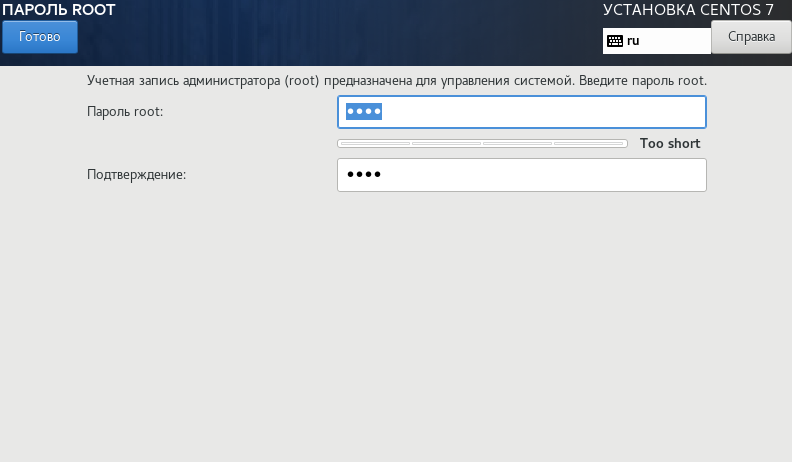 ПАРОЛЬ ROOT
УСТАНОВКА CENTOS 7
Готово
ru
Справка
Учетная запись администратора (root) предназначена для управления системой. Введите пароль root.
Пароль root:
••••
Too short
Подтверждение:
••••